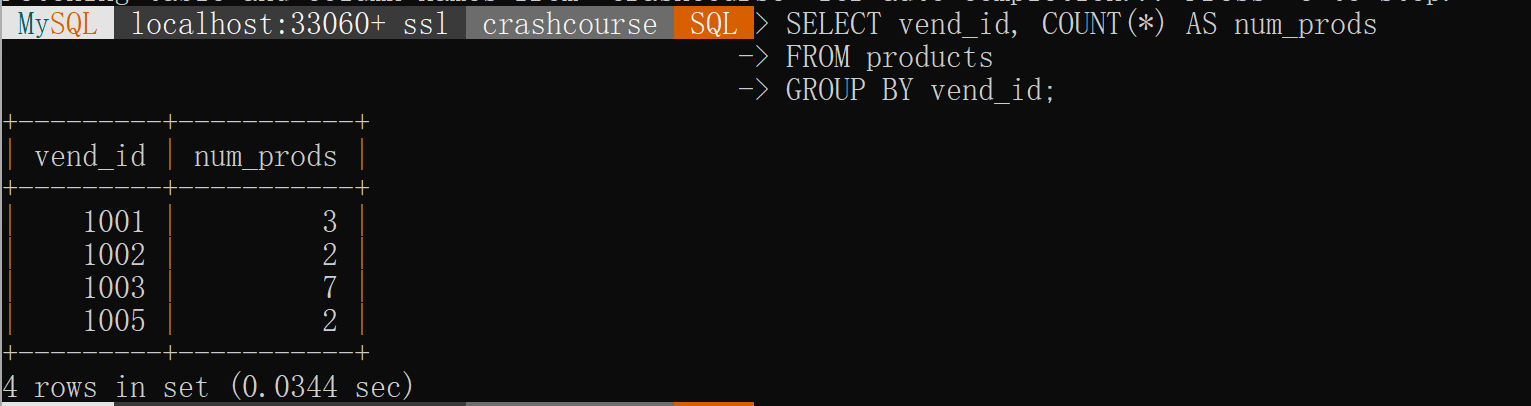 MySQL localhost:33060+ ssl crashcourse SQL > SELECT vend_id, COUNT(*) AS num_prods
-> FROM products
-> GROUP BY vend_id;
+---------+-----------+
| vend_id | num_prods |
+---------+-----------+
| 1001 | 3 |
| 1002 | 2 |
| 1003 | 7 |
| 1005 | 2 |
+---------+-----------+
4 rows in set (0.0344 sec)